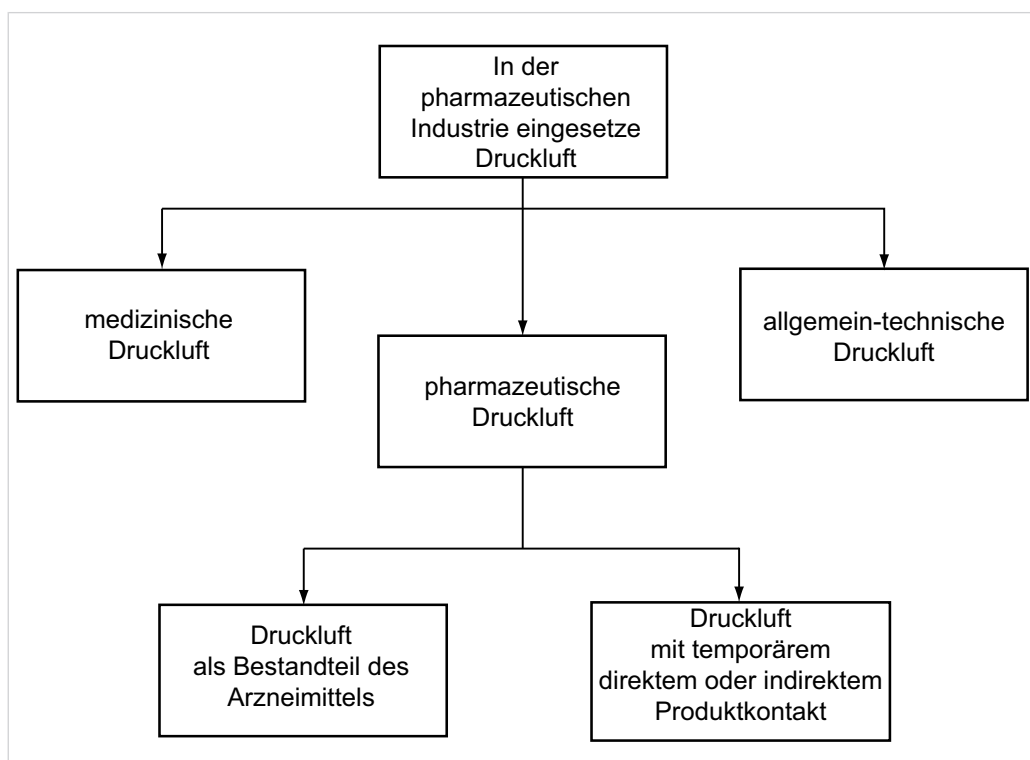 In der
pharmazeutischen
Industrie eingesetze
Druckluft
medizinische
Druckluft
allgemein-technische
Druckluft
pharmazeutische
Druckluft
Druckluft
als Bestandteil des
Arzneimittels
Druckluft
mit temporärem
direktem oder indirektem
Produktkontakt